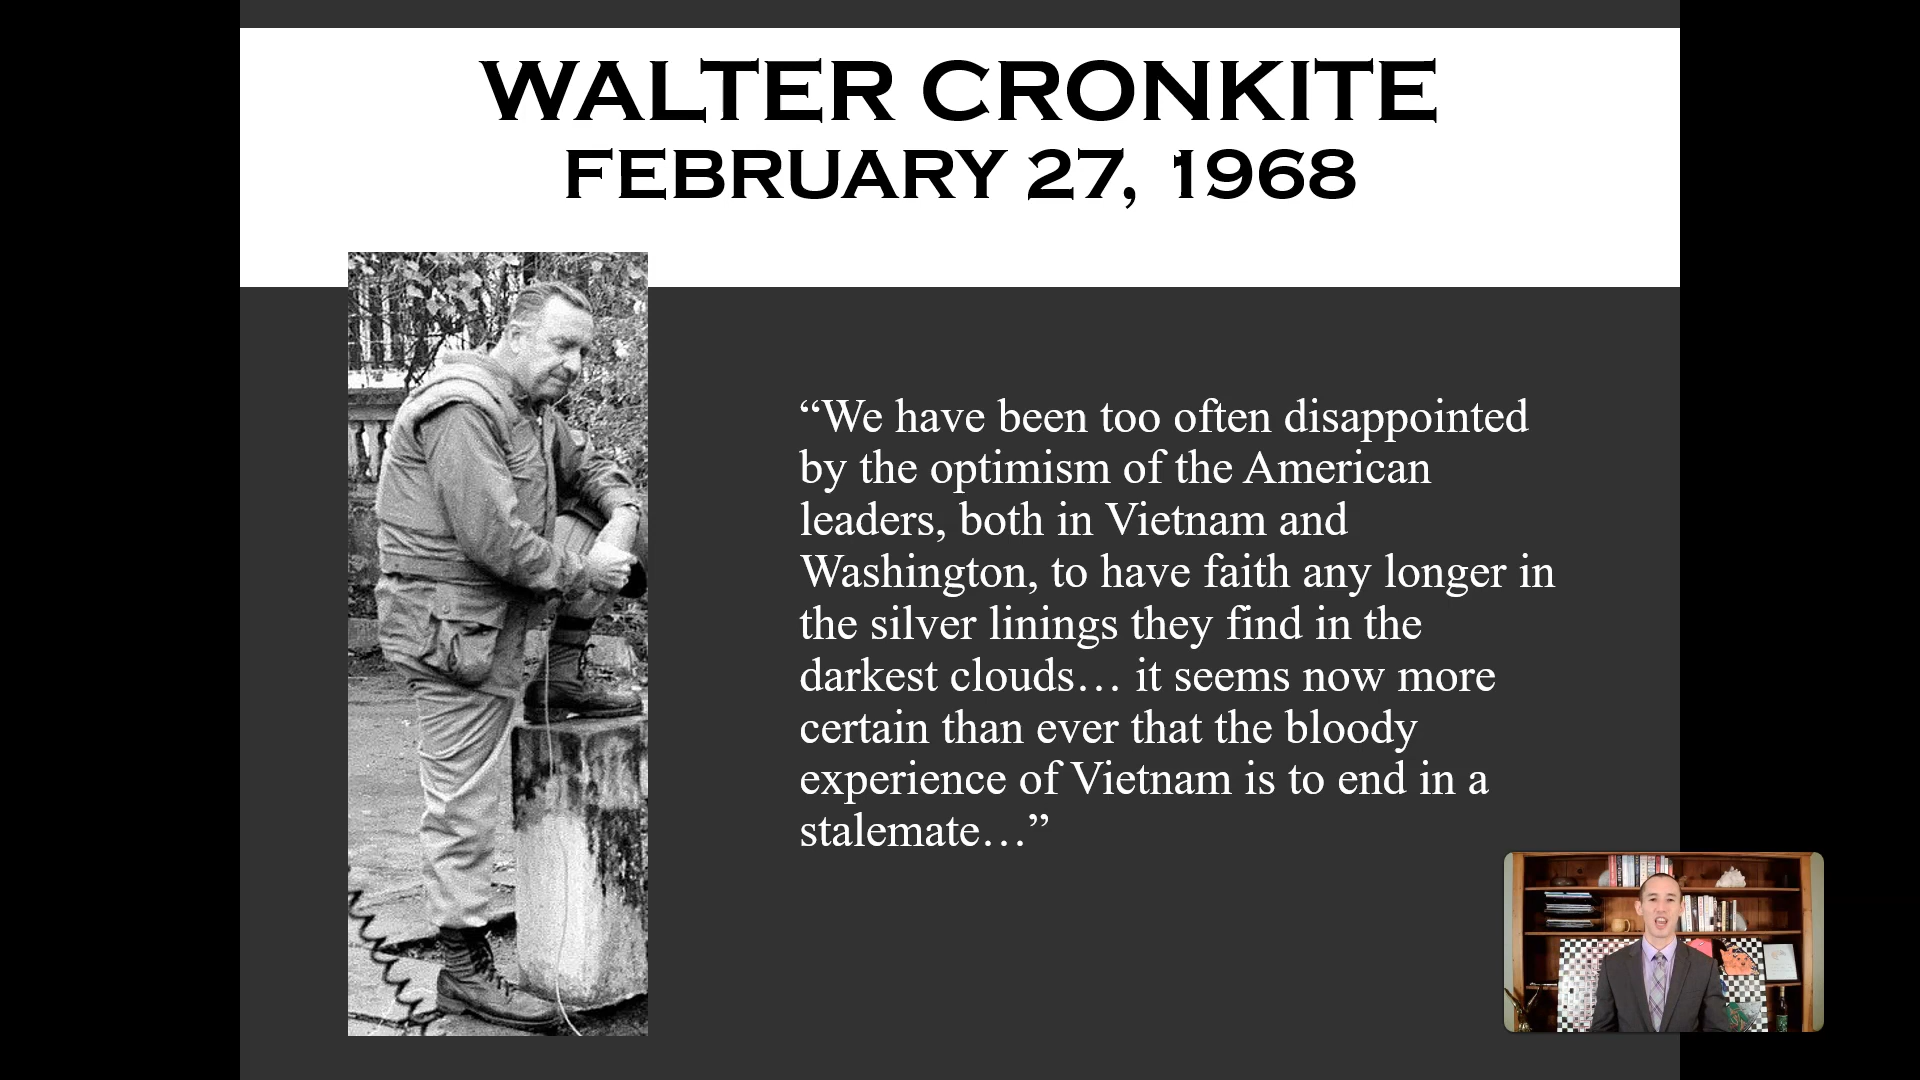 WALTER CRONKITE
FEBRUARY 27, 1968
“We have been too often disappointed
by the optimism of the American
leaders, both in Vietnam and
Washington, to have faith any longer in
the silver linings they find in the
darkest clouds… it seems now more
certain than ever that the bloody
experience of Vietnam is to end in a
stalemate…”